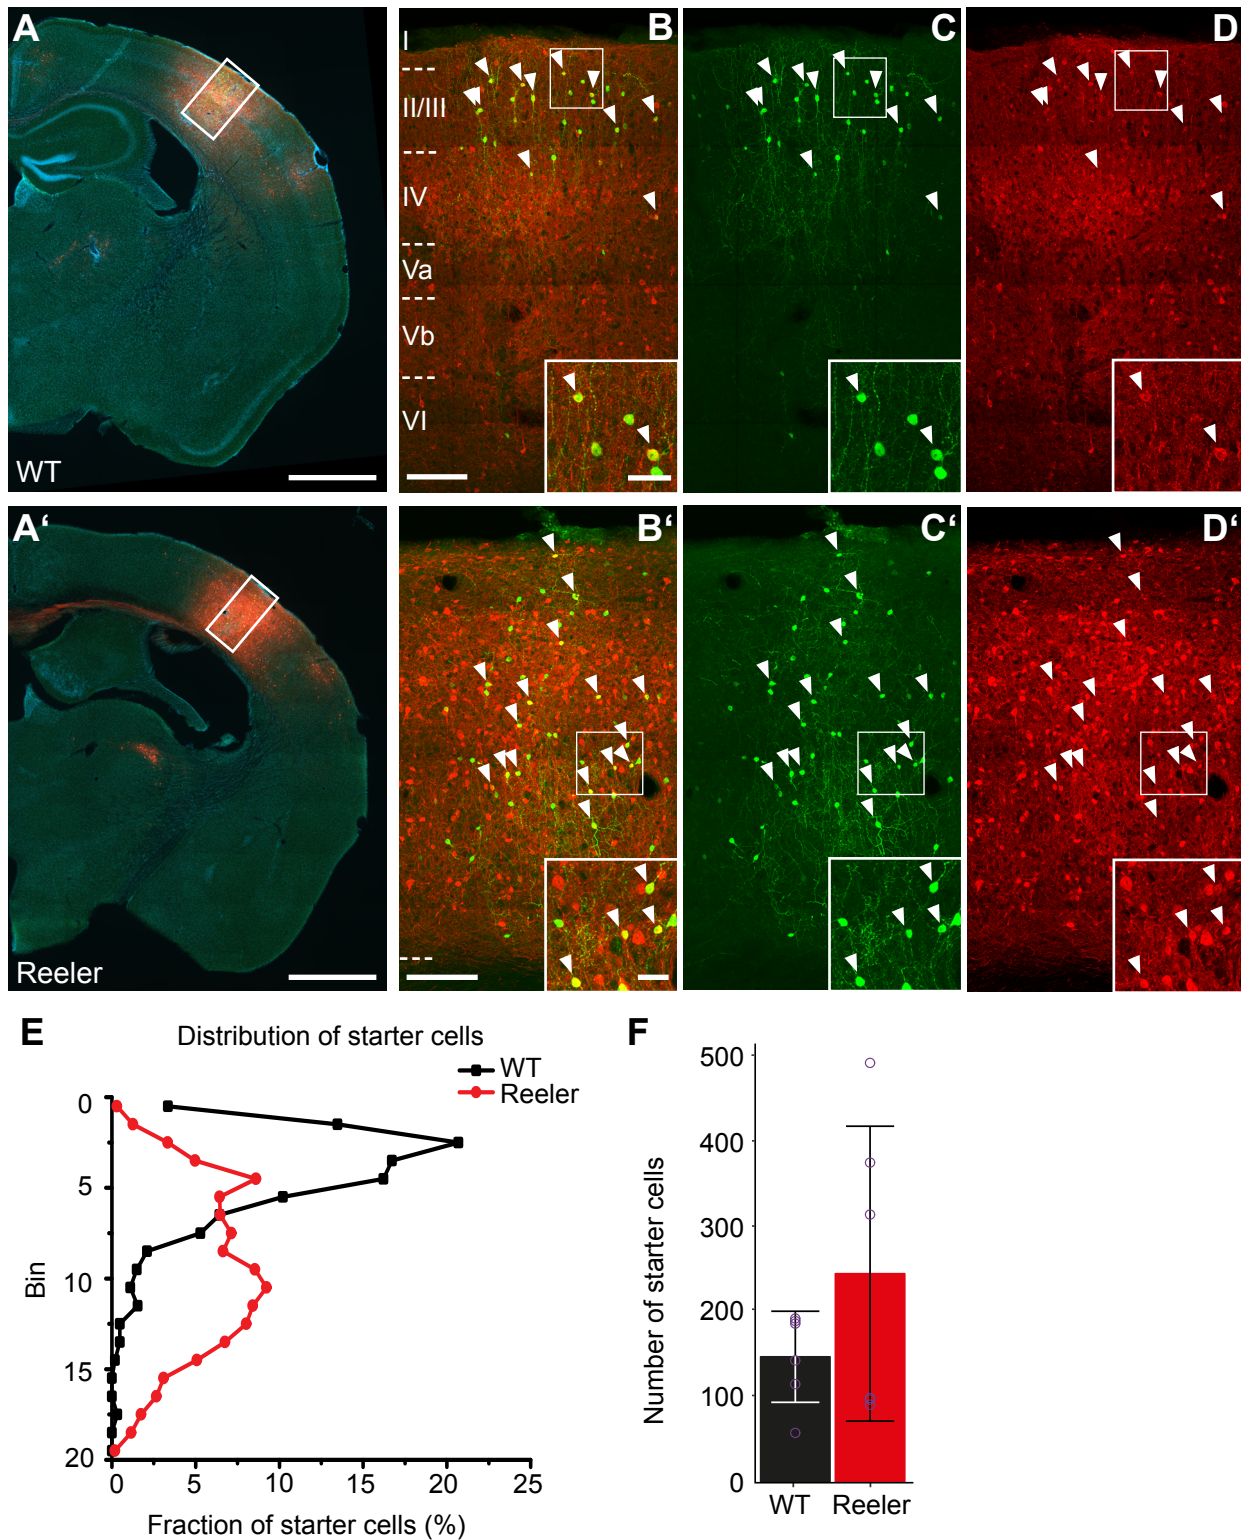 A
B
C
D
I
II/III
IV
Va
Vb
VI
WT
A'
B'
C'
D'
Reeler
E
Distribution of starter cells
WT
Reeler
0
5
10
15
20
Bin
0 5 10 15 20 25
Fraction of starter cells (%)
F
500
400
300
200
100
0
Number of starter cells
WT Reeler